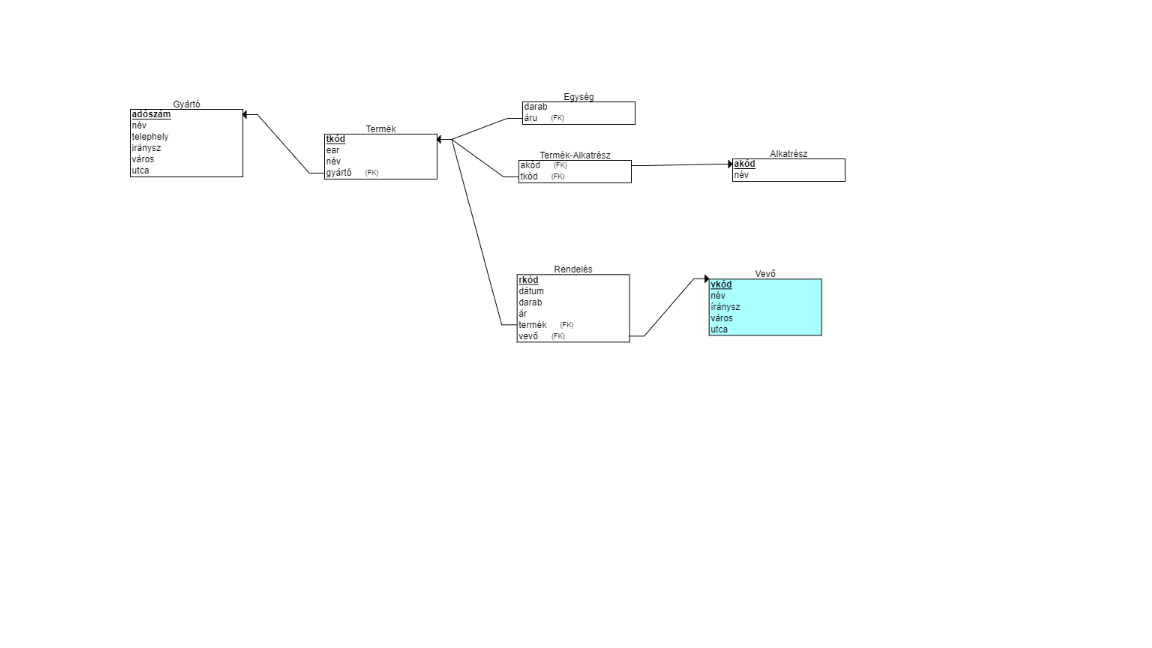 Gyártó
adószám
név
telephely
iránysz
város
utca
Termék
tkód
ear
név
gyártó (FK)
Egység
darab
áru (FK)
Termék-Alkatrész
akód (FK)
tkód (FK)
Alkatrész
akód
név
Rendelés
rkód
dátum
darab
ár
termék (FK)
vevő (FK)
Vevő
vkód
név
íránysz
város
utca